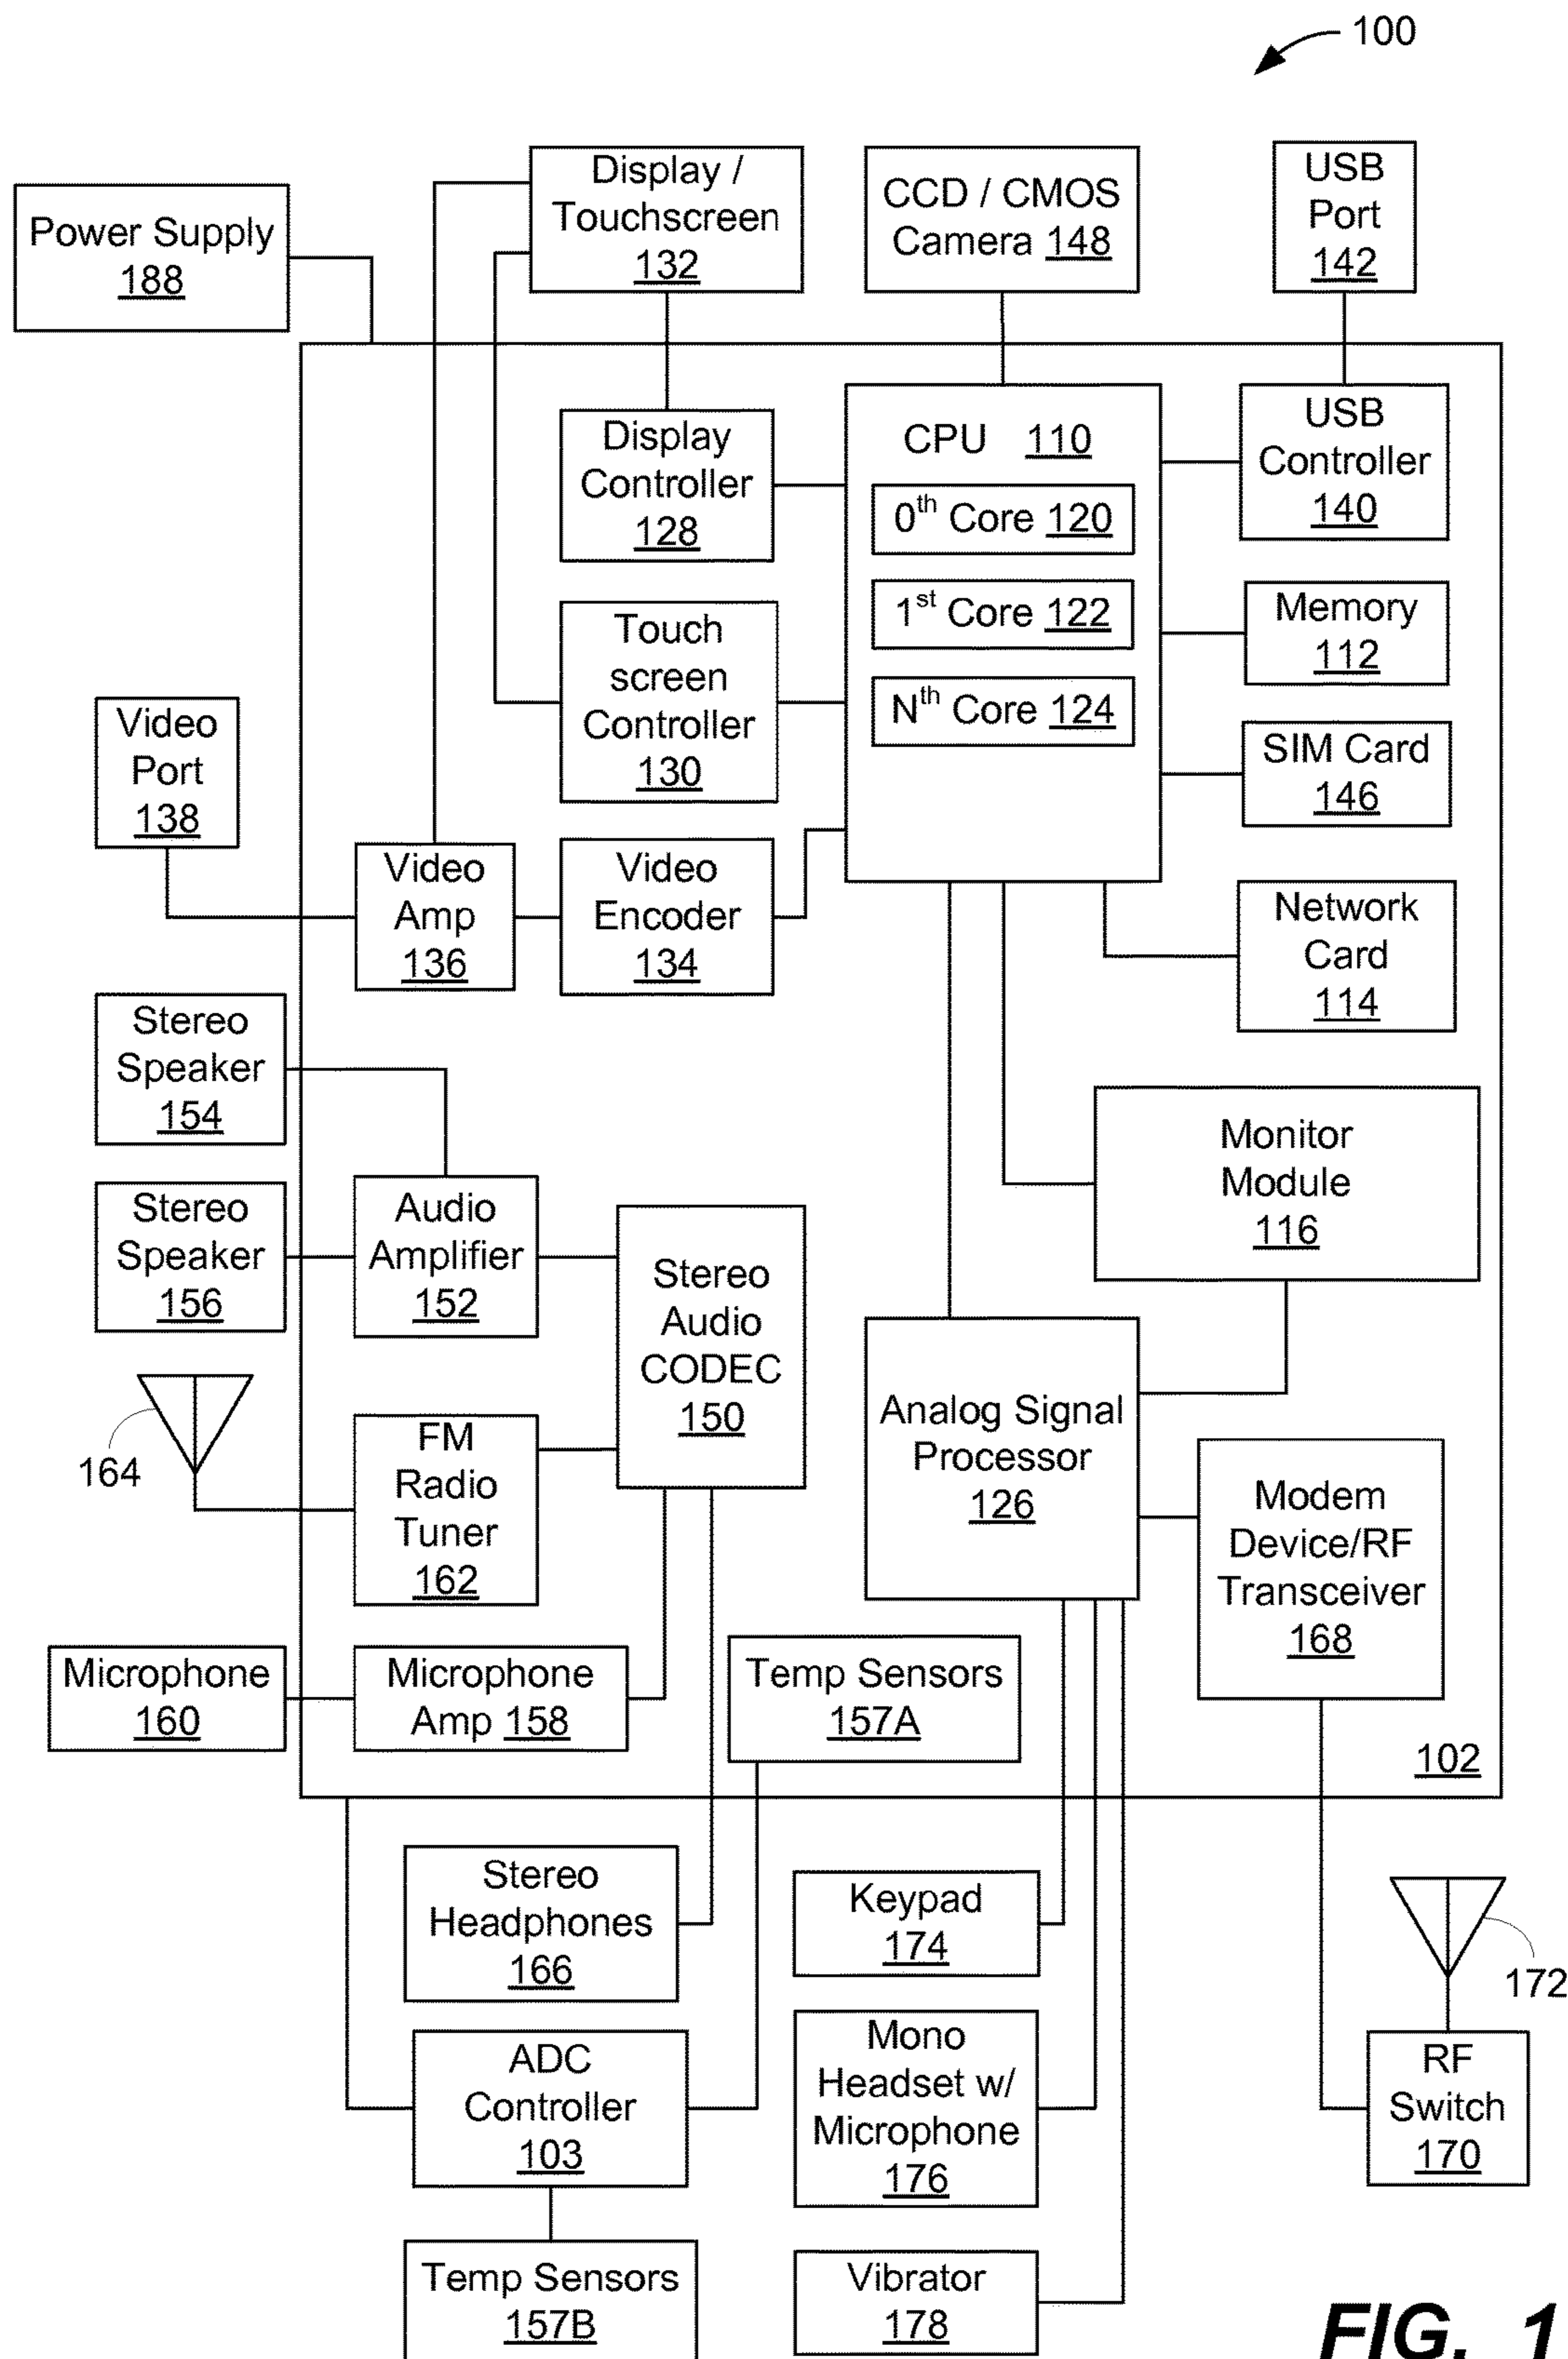 100
Power Supply
188
Display /
Touchscreen
132
CCD / CMOS
Camera 148
USB
Port
142
Display
Controller
128
CPU 110
0th Core 120
1st Core 122
Nth Core 124
USB
Controller
140
Touch
screen
Controller
130
Memory
112
SIM Card
146
Video
Port
138
Video
Amp
136
Video
Encoder
134
Network
Card
114
Stereo
Speaker
154
Monitor
Module
116
Stereo
Speaker
156
Audio
Amplifier
152
Stereo
Audio
CODEC
150
164
FM
Radio
Tuner
162
Analog Signal
Processor
126
Modem
Device/RF
Transceiver
168
Microphone
160
Microphone
Amp 158
Temp Sensors
157A
102
Stereo
Headphones
166
Keypad
174
172
ADC
Controller
103
Mono
Headset w/
Microphone
176
RF
Switch
170
Temp Sensors
157B
Vibrator
178
FIG. 1